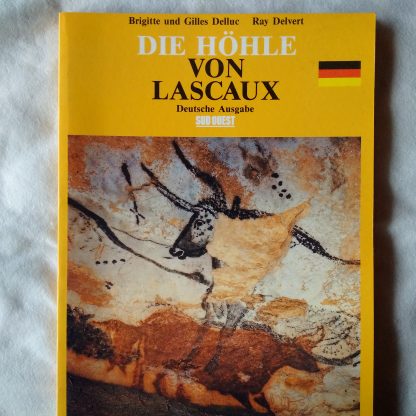 Brigitte und Gilles Delluc Ray Delvert
DIE HÖHLE
VON
LASCAUX
Deutsche Ausgabe
SUD OUEST